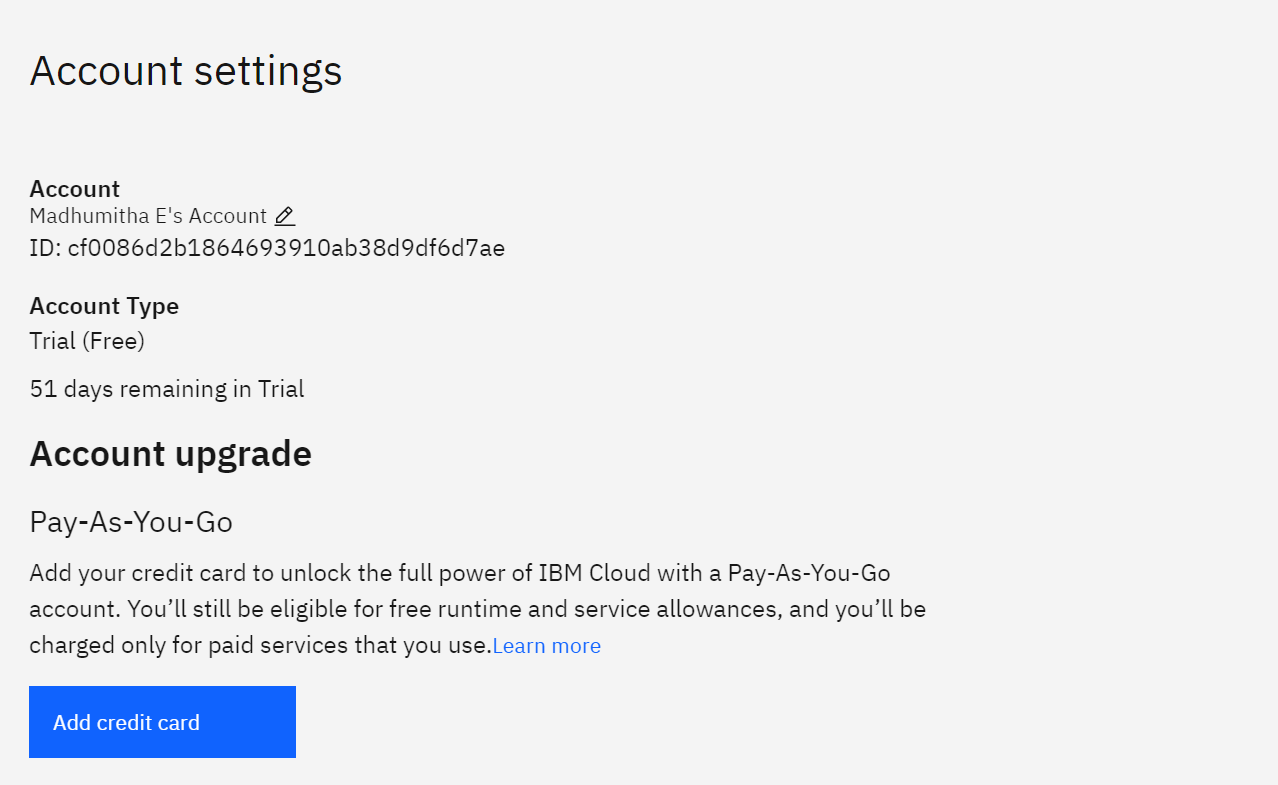 Account settings
Account
Madhumitha E's Account
ID: cf0086d2b1864693910ab38d9df6d7ae
Account Type
Trial (Free)
51 days remaining in Trial
Account upgrade
Pay-As-You-Go
Add your credit card to unlock the full power of IBM Cloud with a Pay-As-You-Go
account. You’ll still be eligible for free runtime and service allowances, and you’ll be
charged only for paid services that you use.Learn more
Add credit card